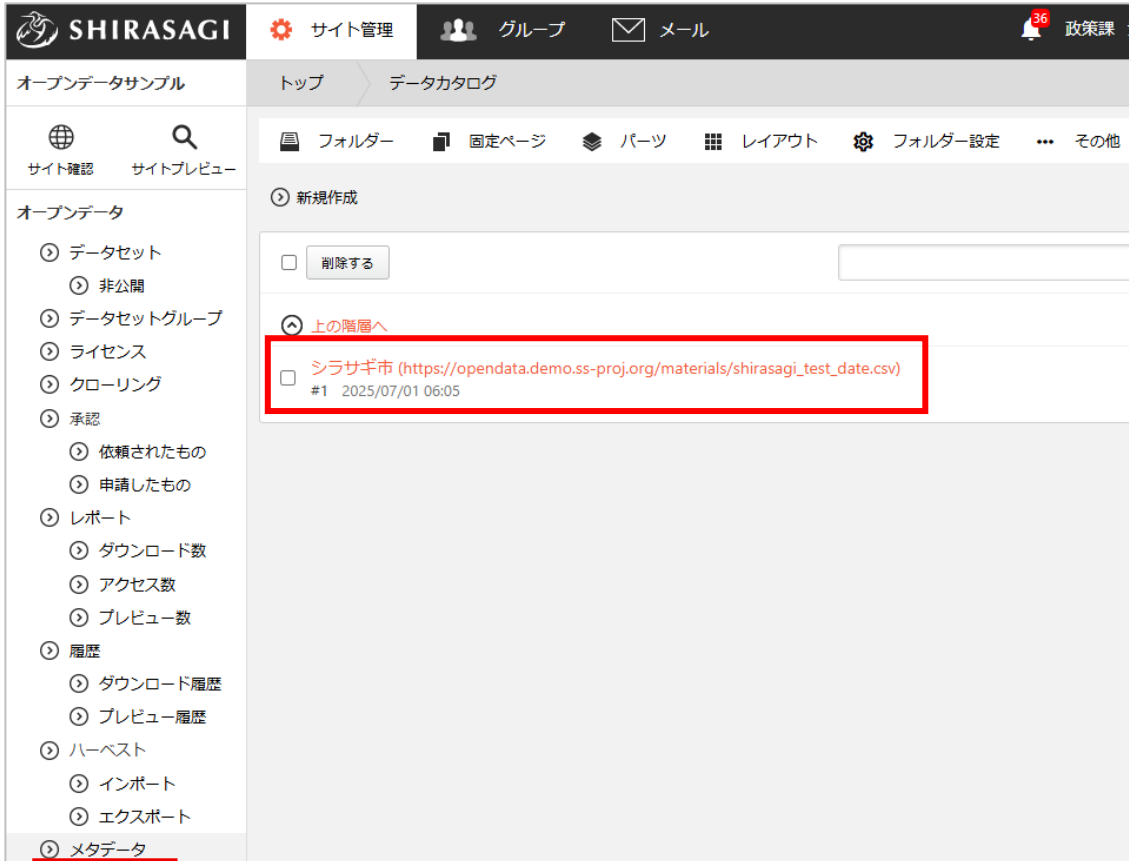 SHIRASAGI
サイト管理
グループ
メール
36
政策課
オープンデータサンプル
トップ
データカタログ
サイト確認
サイトプレビュー
フォルダー
固定ページ
パーツ
レイアウト
フォルダー設定
その他
オープンデータ
データセット
非公開
データセットグループ
ライセンス
クローリング
承認
依頼されたもの
申請したもの
レポート
ダウンロード数
アクセス数
プレビュー数
履歴
ダウンロード履歴
プレビュー履歴
ハーベスト
インポート
エクスポート
メタデータ
新規作成
削除する
上の階層へ
シラサギ市 (https://opendata.demo.ss-proj.org/materials/shirasagi_test_date.csv)
#1 2025/07/01 06:05